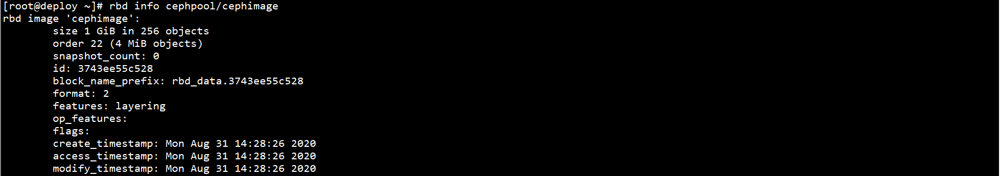 [root@deploy ~]# rbd info cephpool/cephimage
rbd image 'cephimage':
        size 1 GiB in 256 objects
        order 22 (4 MiB objects)
        snapshot_count: 0
        id: 3743ee55c528
        block_name_prefix: rbd_data.3743ee55c528
        format: 2
        features: layering
        op_features:
        flags:
        create_timestamp: Mon Aug 31 14:28:26 2020
        access_timestamp: Mon Aug 31 14:28:26 2020
        modify_timestamp: Mon Aug 31 14:28:26 2020